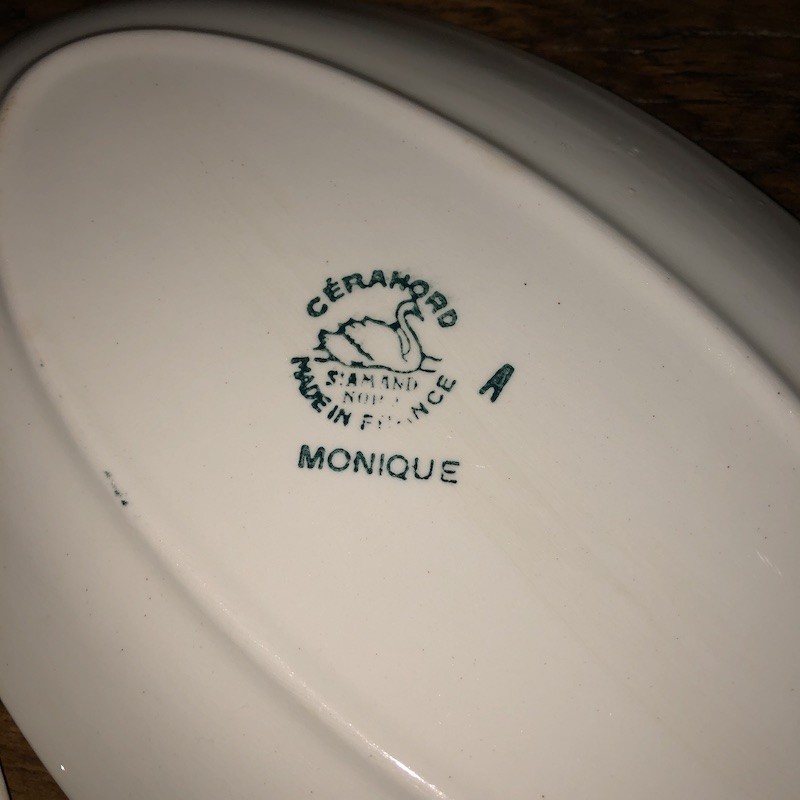 CÉRANORD
ST AMAND
NORD
MADE IN FRANCE
A
MONIQUE